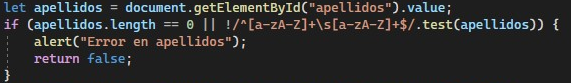 let apellidos = document.getElementById("apellidos").value;
if (apellidos.length == 0 || !/^[a-zA-Z]+\s[a-zA-Z]+$/.test(apellidos)) {
alert("Error en apellidos");
return false;
}